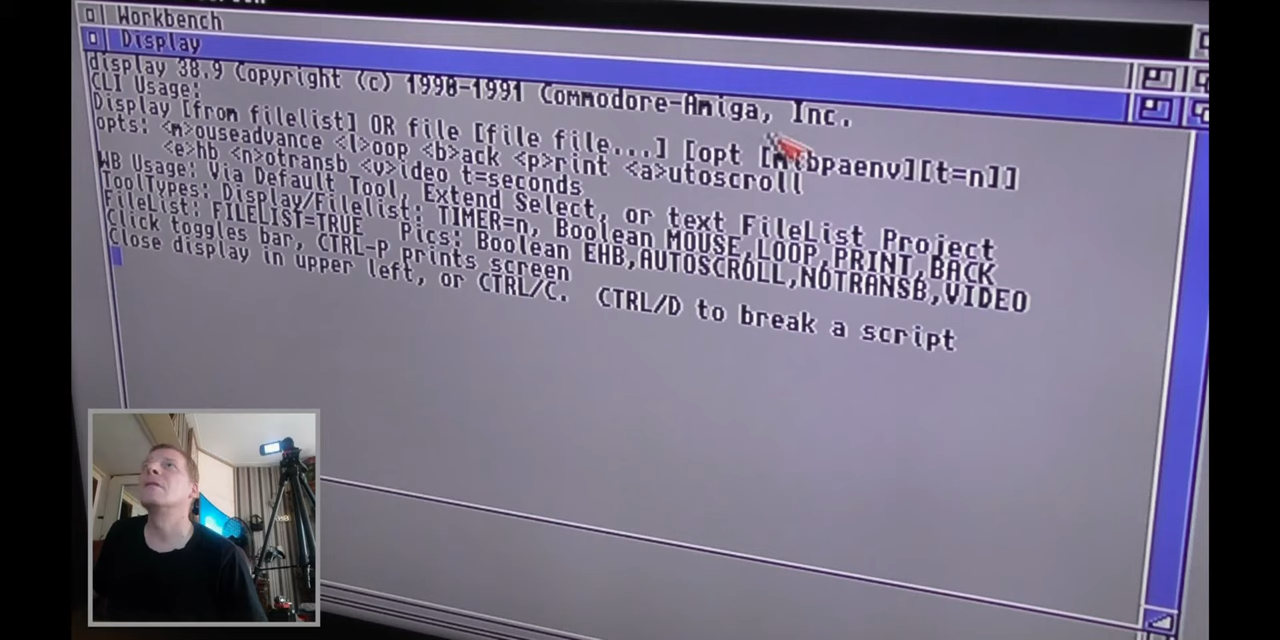 Workbench
Display
display 38.9 Copyright (c) 1990-1991 Commodore-Amiga, Inc.
CLI Usage:
Display [from filelist] OR file [file file...] [opt [mlbpaenv][t=n]]
opts: <m>ouseadvance <l>oop <b>ack <p>rint <a>utoscroll
<e>hb <n>otransb <v>ideo t=seconds
WB Usage: Via Default Tool, Extend Select, or text FileList Project
ToolTypes: Display/Filelist: TIMER=n, Boolean MOUSE,LOOP,PRINT,BACK
FileList: FILELIST=TRUE Pics: Boolean EHB,AUTOSCROLL,NOTRANSB,VIDEO
Click toggles bar, CTRL-P prints screen
Close display in upper left, or CTRL/C. CTRL/D to break a script